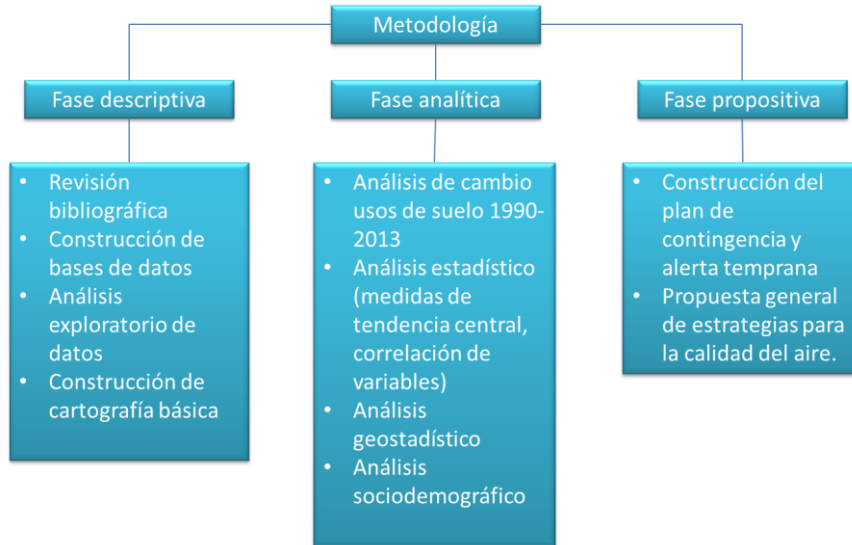 Metodología
Fase descriptiva
Fase analítica
Fase propositiva
• Revisión
bibliográfica
• Construcción de
bases de datos
• Análisis
exploratorio de
datos
• Construcción de
cartografía básica
• Análisis de cambio
usos de suelo 1990-
2013
• Análisis estadístico
(medidas de
tendencia central,
correlación de
variables)
• Análisis
geostadístico
• Análisis
sociodemográfico
• Construcción del
plan de
contingencia y
alerta temprana
• Propuesta general
de estrategias para
la calidad del aire.